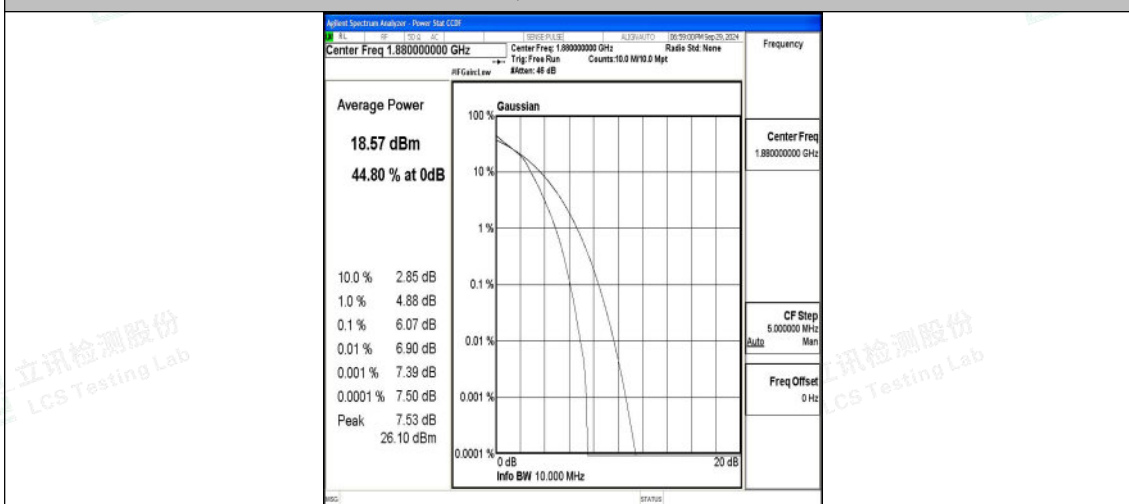 Agilent Spectrum Analyzer - Power Stat CCDF
RL RF 50 Ω AC SENSE:PULSE ALIGNAUTO 06:59:00PM Sep 29, 2024
Center Freq 1.880000000 GHz
Center Freq: 1.880000000 GHz Radio Std: None
Trig: Free Run Counts:10.0 M/10.0 Mpt
#IFGain:Low #Atten: 46 dB
Frequency
Average Power
18.57 dBm
44.80 % at 0dB
10.0 % 2.85 dB
1.0 % 4.88 dB
0.1 % 6.07 dB
0.01 % 6.90 dB
0.001 % 7.39 dB
0.0001 % 7.50 dB
Peak 7.53 dB
26.10 dBm
Gaussian
100 %
10 %
1 %
0.1 %
0.01 %
0.001 %
0.0001 %
0 dB 20 dB
Info BW 10.000 MHz
Center Freq
1.880000000 GHz
CF Step
5.000000 MHz
Auto Man
Freq Offset
0 Hz
MSG STATUS
立讯检测股份
LCS Testing Lab
立讯检测股份
LCS Testing Lab